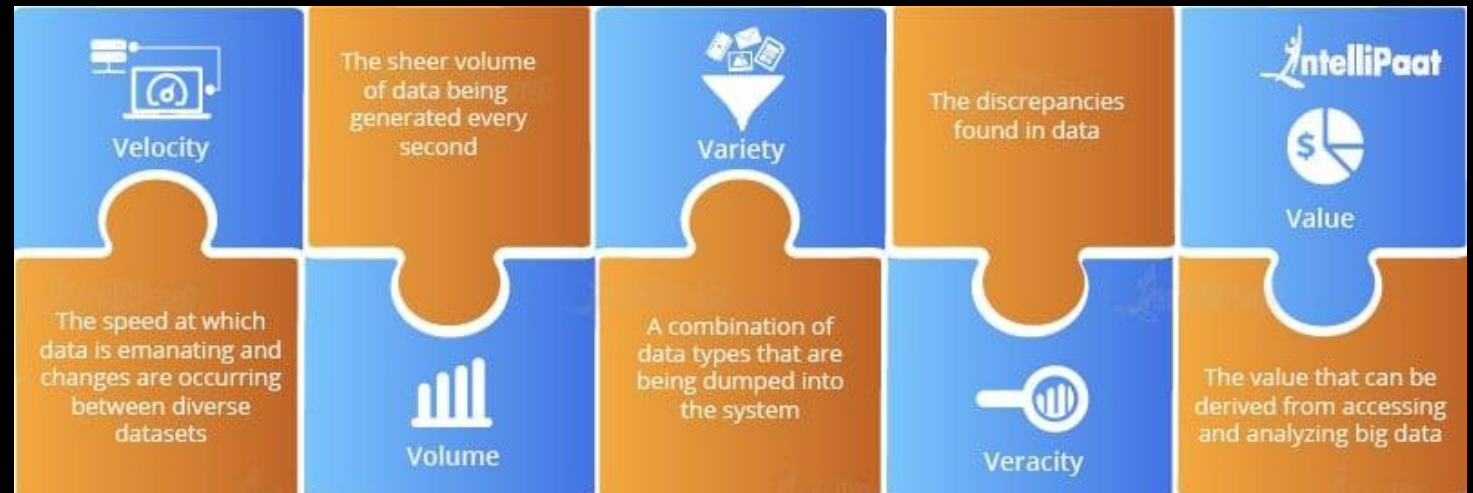 Velocity
The speed at which
data is emanating and
changes are occurring
between diverse
datasets
The sheer volume
of data being
generated every
second
Volume
Variety
A combination of
data types that are
being dumped into
the system
The discrepancies
found in data
Veracity
IntelliPaat
$
Value
The value that can be
derived from accessing
and analyzing big data